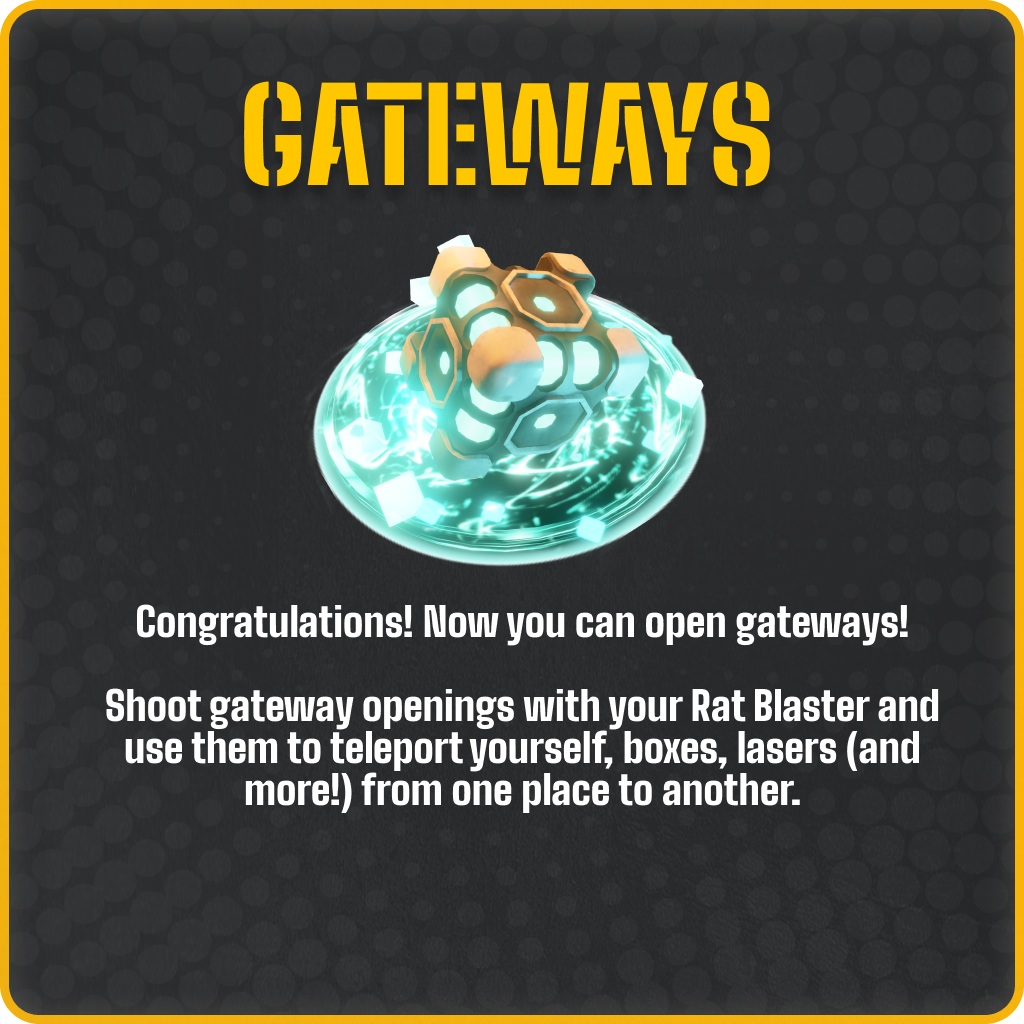 GATEWAYS
Congratulations! Now you can open gateways!
Shoot gateway openings with your Rat Blaster and
use them to teleport yourself, boxes, lasers (and
more!) from one place to another.